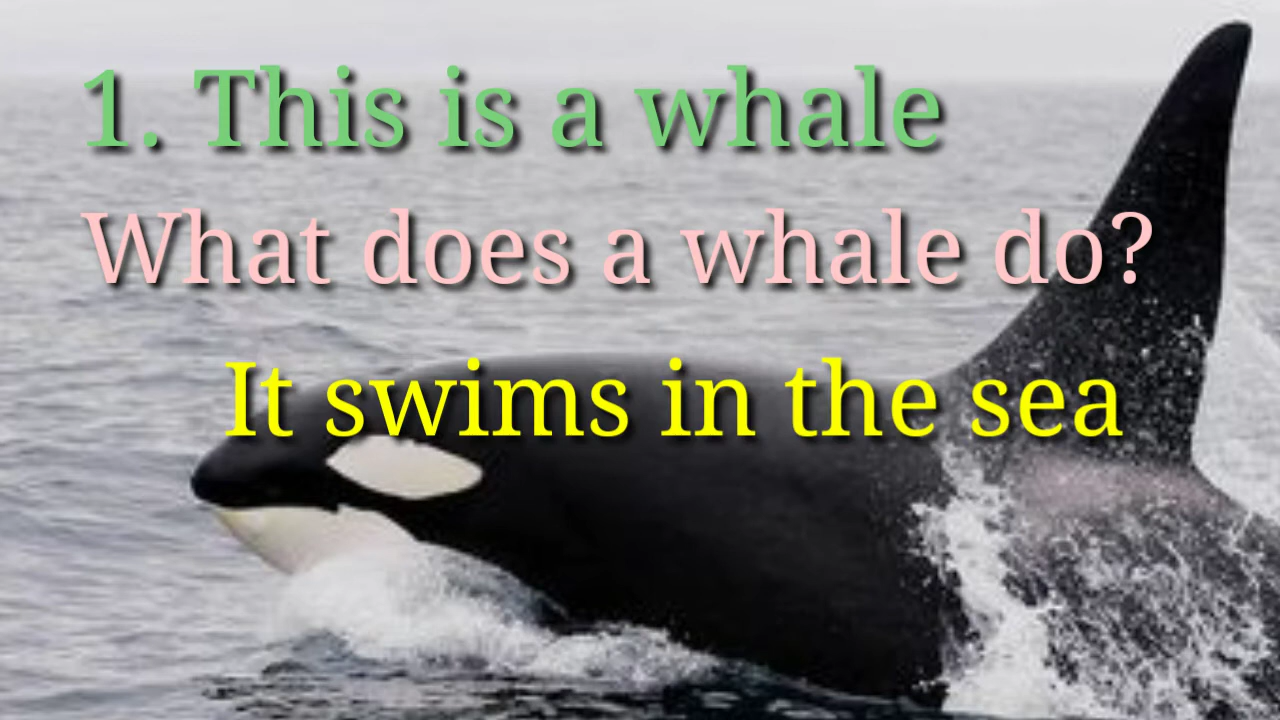 1. This is a whale
What does a whale do?
It swims in the sea